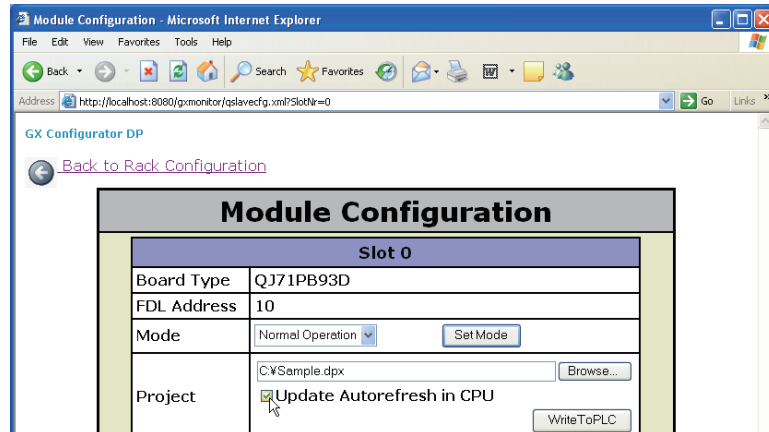 Module Configuration - Microsoft Internet Explorer
File Edit View Favorites Tools Help
Back Search Favorites
Address http://localhost:8080/gxmonitor/qslavecfg.xml?SlotNr=0 Go Links »
GX Configurator DP
Back to Rack Configuration
Module Configuration
Slot 0
Board Type QJ71PB93D
FDL Address 10
Mode Normal Operation SetMode
C:¥Sample.dpx Browse...
Project Update Autorefresh in CPU
WriteToPLC